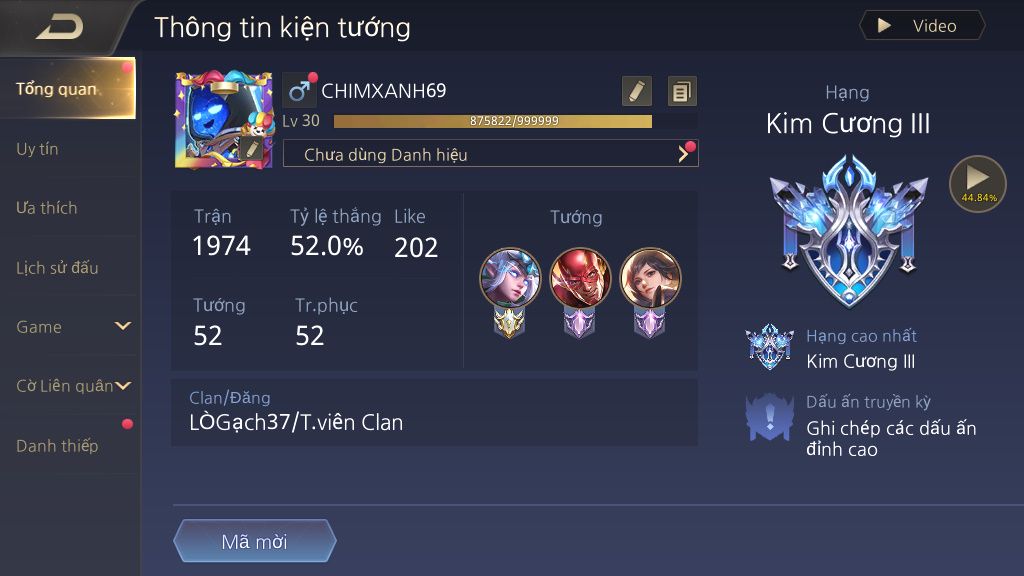 Thông tin kiện tướng
Video
Tổng quan
Uy tín
Ưa thích
Lịch sử đấu
Game
Cờ Liên quân
Danh thiếp
CHIMXANH69
Lv 30
875822/999999
Chưa dùng Danh hiệu
Trận
Tỷ lệ thắng
Like
1974
52.0%
202
Tướng
Tr.phục
52
52
Tướng
Clan/Đăng
LÒGạch37/T.viên Clan
Hạng
Kim Cương III
44.84%
Hạng cao nhất
Kim Cương III
Dấu ấn truyền kỳ
Ghi chép các dấu ấn
đỉnh cao
Mã mời